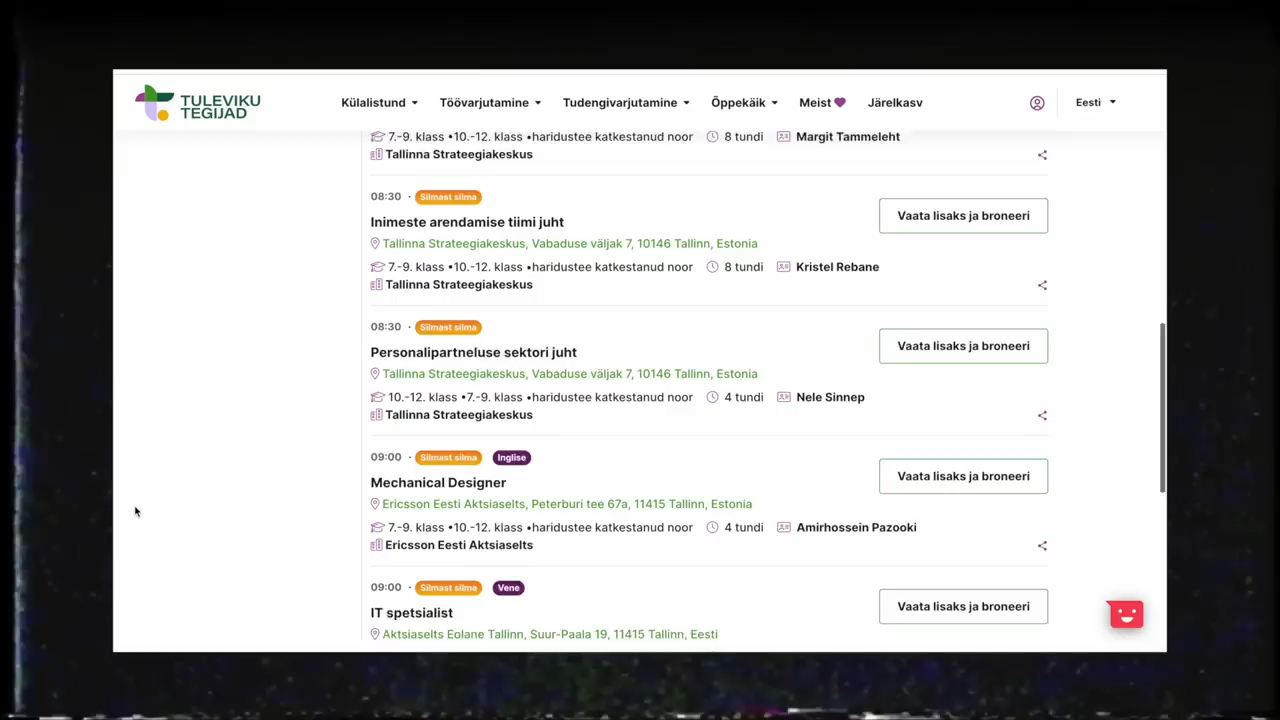 TULEVIKU
TEGIJAD
Külalistund
Töövarjutamine
Tudengivarjutamine
Õppekäik
Meist
Järelkasv
Eesti
7.-9. klass •10.-12. klass •haridustee katkestanud noor 8 tundi Margit Tammeleht
Tallinna Strateegiakeskus
08:30 · Silmast silma
Inimeste arendamise tiimi juht
Vaata lisaks ja broneeri
Tallinna Strateegiakeskus, Vabaduse väljak 7, 10146 Tallinn, Estonia
7.-9. klass •10.-12. klass •haridustee katkestanud noor 8 tundi Kristel Rebane
Tallinna Strateegiakeskus
08:30 · Silmast silma
Personalipartneluse sektori juht
Vaata lisaks ja broneeri
Tallinna Strateegiakeskus, Vabaduse väljak 7, 10146 Tallinn, Estonia
10.-12. klass •7.-9. klass •haridustee katkestanud noor 4 tundi Nele Sinnep
Tallinna Strateegiakeskus
09:00 · Silmast silma Inglise
Mechanical Designer
Vaata lisaks ja broneeri
Ericsson Eesti Aktsiaselts, Peterburi tee 67a, 11415 Tallinn, Estonia
7.-9. klass •10.-12. klass •haridustee katkestanud noor 4 tundi Amirhossein Pazooki
Ericsson Eesti Aktsiaselts
09:00 · Silmast silma Vene
IT spetsialist
Vaata lisaks ja broneeri
Aktsiaselts Eolane Tallinn, Suur-Paala 19, 11415 Tallinn, Eesti